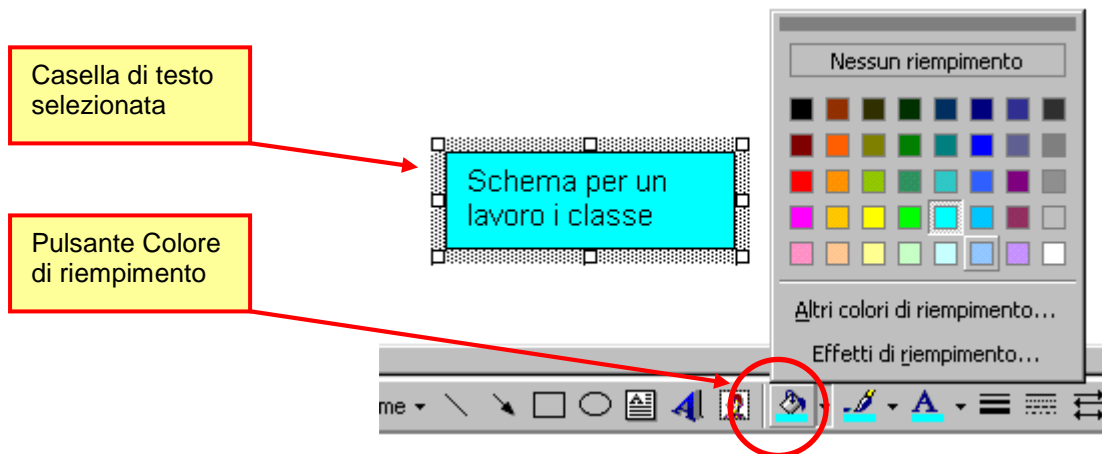 Casella di testo
selezionata
Nessun riempimento
Schema per un
lavoro i classe
Pulsante Colore
di riempimento
Altri colori di riempimento...
Effetti di riempimento...
me